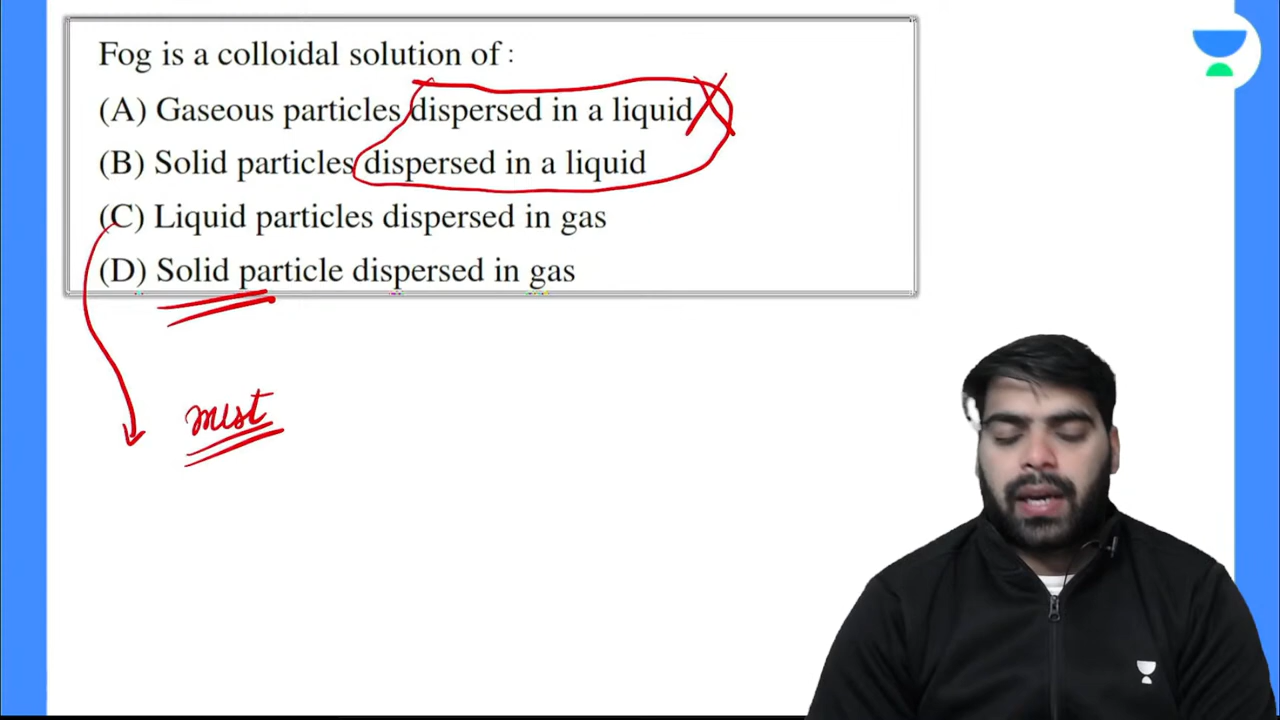 Fog is a colloidal solution of :
(A) Gaseous particles dispersed in a liquid
(B) Solid particles dispersed in a liquid
(C) Liquid particles dispersed in gas
(D) Solid particle dispersed in gas
mist